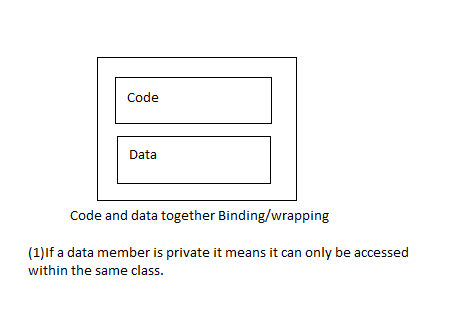 Code
Data
Code and data together Binding/wrapping
(1)If a data member is private it means it can only be accessed
within the same class.